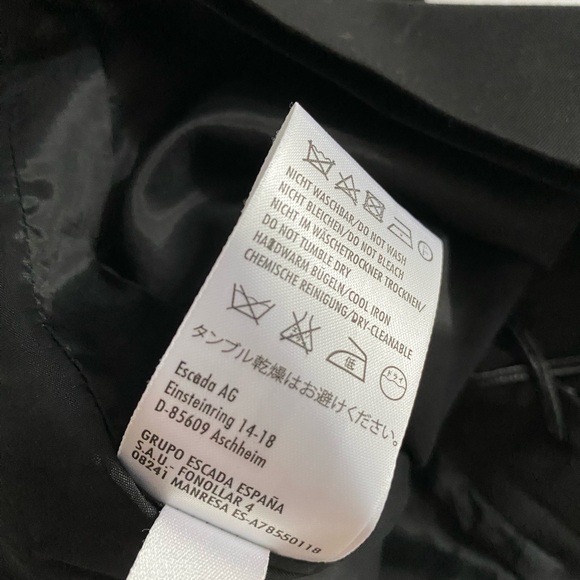 NICHT WASCHBAR/DO NOT WASH
NICHT BLEICHEN/DO NOT BLEACH
NICHT IM WÄSCHETROCKNER TROCKNEN/
DO NOT TUMBLE DRY
HANDWARM BÜGELN/COOL IRON
CHEMISCHE REINIGUNG/DRY-CLEANABLE
低
ドライ
タンブル乾燥はお避けください。
Escada AG
Einsteinring 14-18
D-85609 Aschheim
GRUPO ESCADA ESPAÑA
S.A.U.- FONOLLAR 4
08241 MANRESA ES-A78550118